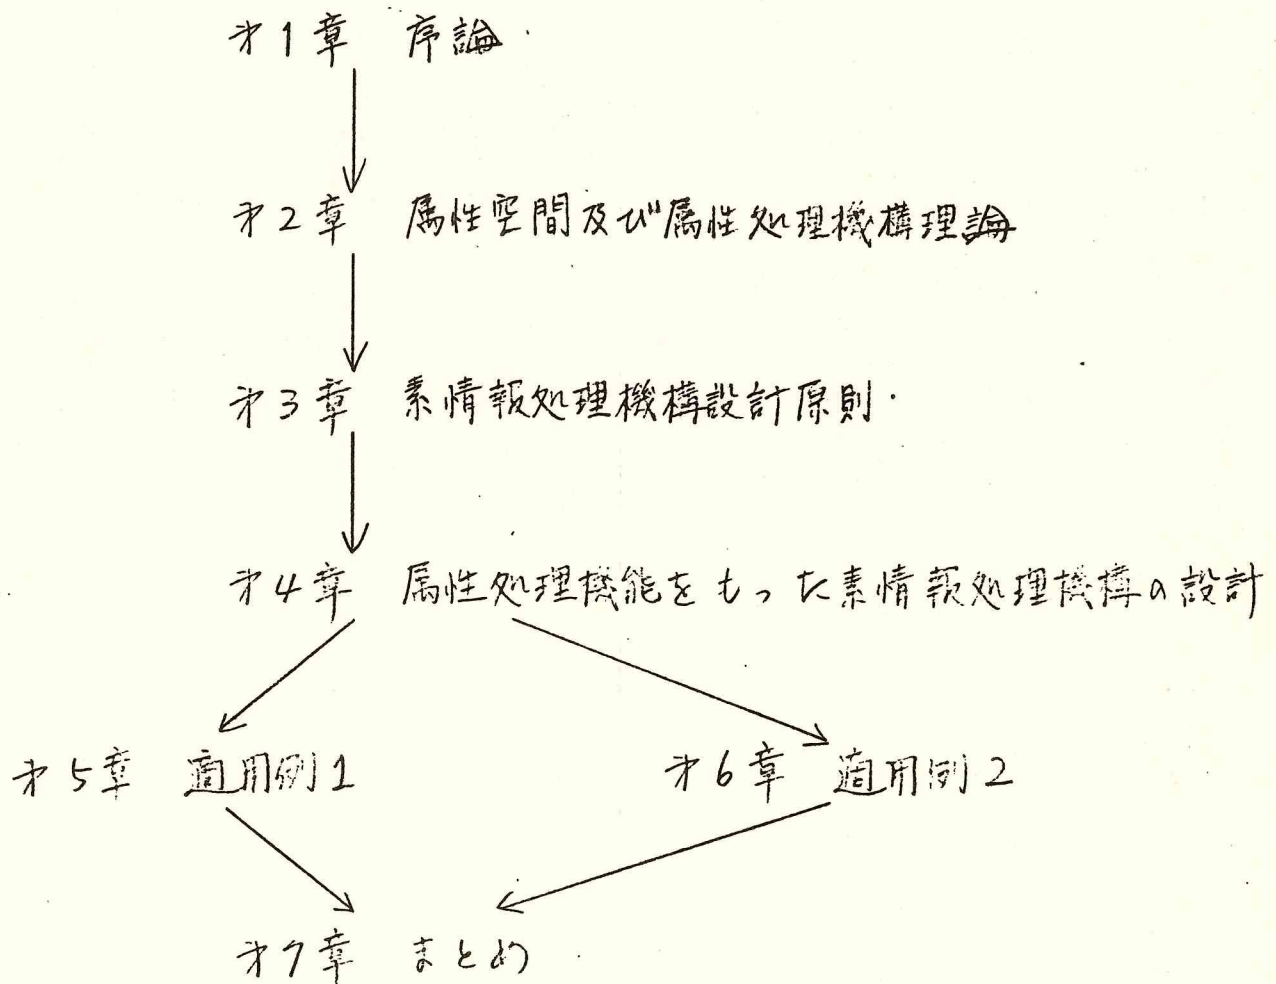 才1章 序論
才2章 属性空間及び属性処理機構理論
才3章 素情報処理機構設計原則
才4章 属性処理機能をもった素情報処理機構の設計
才5章 適用例1
才6章 適用例2
才7章 まとめ